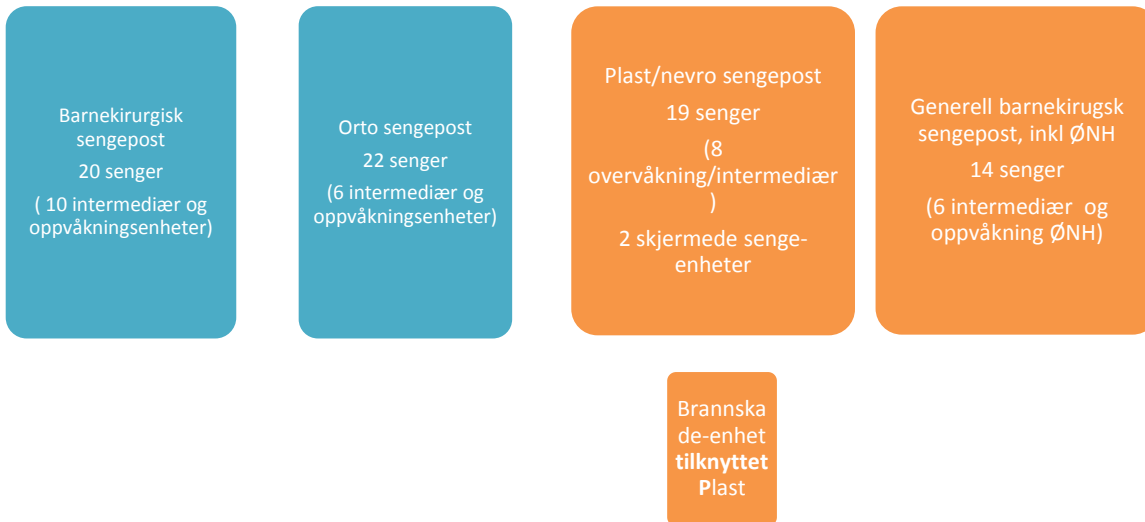 Barnekirurgisk
sengepost
20 senger
( 10 intermediær og
oppvåkningsenheter)
Orto sengepost
22 senger
(6 intermediær og
oppvåkningsenheter)
Plast/nevro sengepost
19 senger
(8
overvåkning/intermediær
)
2 skjermede senge-
enheter
Generell barnekirugsk
sengepost, inkl ØNH
14 senger
(6 intermediær  og
oppvåkning ØNH)
Brannska
de-enhet
tilknyttet
Plast